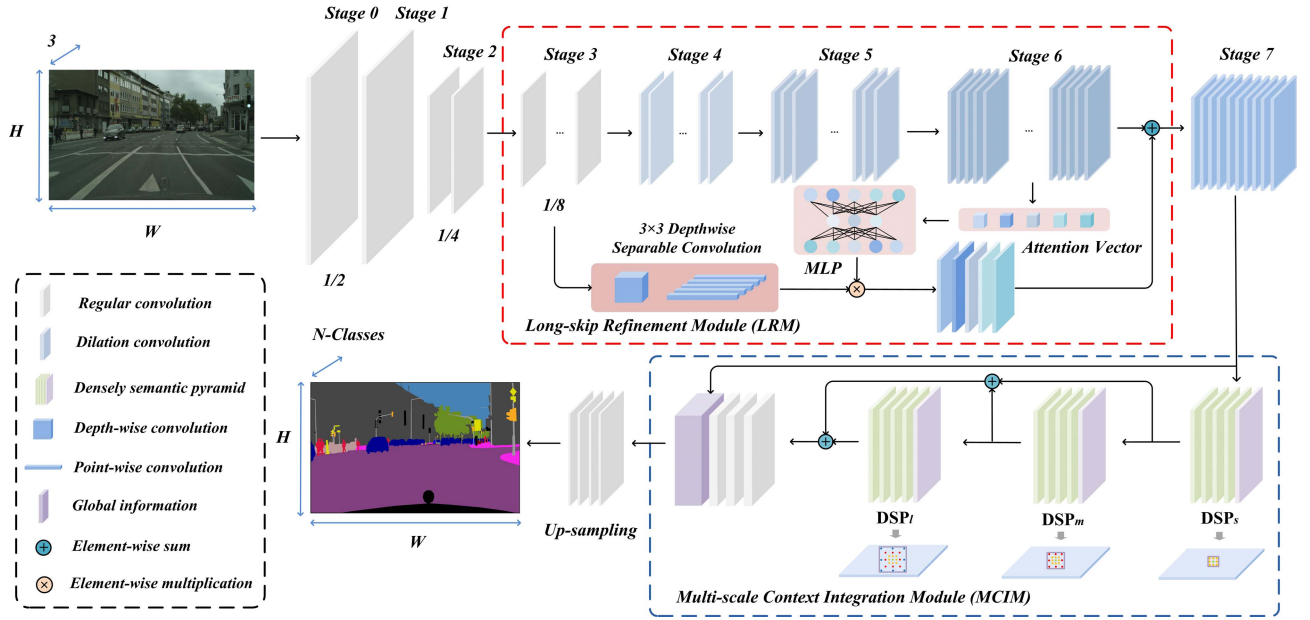 Stage 0
Stage 1
Stage 2
Stage 3
Stage 4
Stage 5
Stage 6
Stage 7
3
H
W
1/2
1/4
1/8
...
...
...
...
3×3 Depthwise
Separable Convolution
MLP
Attention Vector
Long-skip Refinement Module (LRM)
Regular convolution
Dilation convolution
Densely semantic pyramid
Depth-wise convolution
Point-wise convolution
Global information
Element-wise sum
Element-wise multiplication
N-Classes
H
W
Up-sampling
DSPl
DSPm
DSPs
Multi-scale Context Integration Module (MCIM)